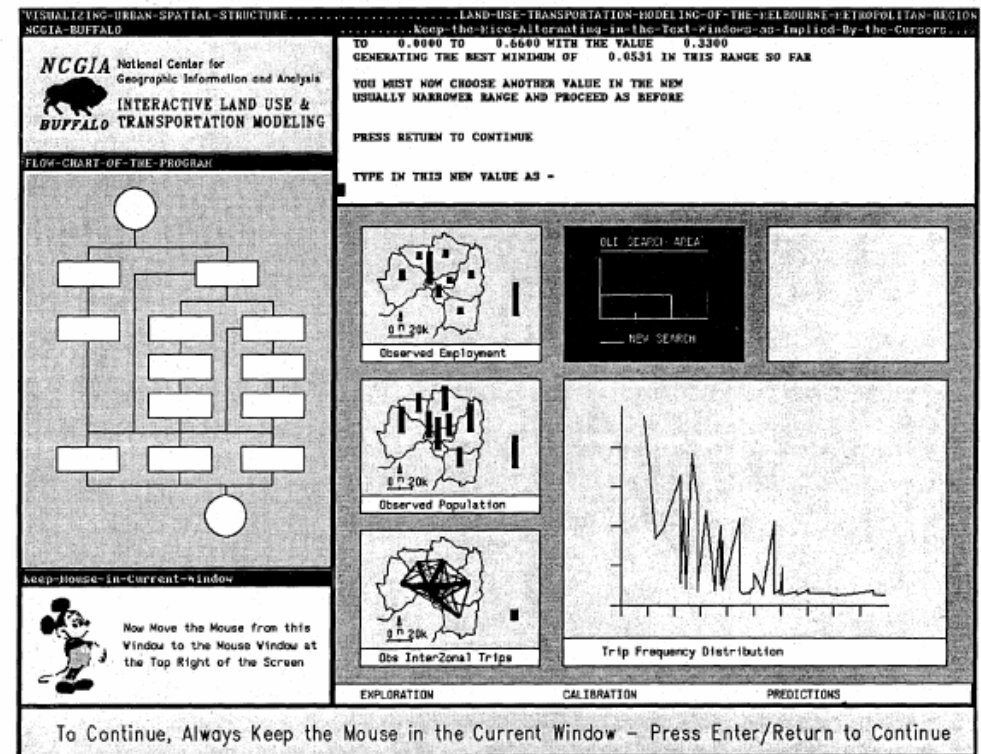 VISUALIZING-URBAN-SPATIAL-STRUCTURE....................LAND-USE-TRANSPORTATION-MODELING-OF-THE-MELBOURNE-METROPOLITAN-REGION
NCGIA-BUFFALO
..........Keep-the-Mice-Alternating-in-the-Text-Windows-as-Implied-By-the-Cursors....
NCGIA National Center for
Geographic Information and Analysis
INTERACTIVE LAND USE &
BUFFALO TRANSPORTATION MODELING
TO 0.0000 TO 0.6600 WITH THE VALUE 0.3300
GENERATING THE BEST MINIMUM OF 0.0531 IN THIS RANGE SO FAR
YOU MUST NOW CHOOSE ANOTHER VALUE IN THE NEW
USUALLY NARROWER RANGE AND PROCEED AS BEFORE
PRESS RETURN TO CONTINUE
TYPE IN THIS NEW VALUE AS -
FLOW-CHART-OF-THE-PROGRAM
0 n 20k
Observed Employment
OLD SEARCH AREA
NEW SEARCH
0 n 20k
Observed Population
0 n 20k
Obs InterZonal Trips
Trip Frequency Distribution
Keep-Mouse-in-Current-Window
Now Move the Mouse from this
Window to the Mouse Window at
the Top Right of the Screen
EXPLORATION CALIBRATION PREDICTIONS
To Continue, Always Keep the Mouse in the Current Window - Press Enter/Return to Continue